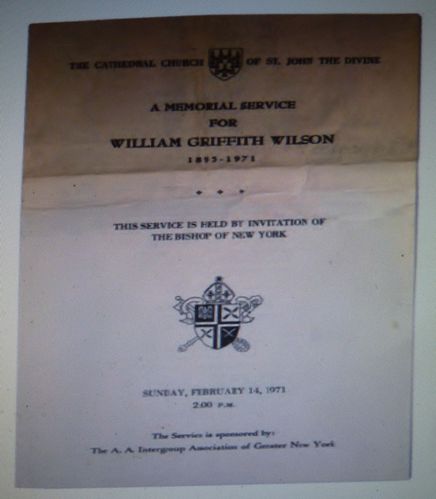 THE CATHEDRAL CHURCH OF ST. JOHN THE DIVINE
A MEMORIAL SERVICE
FOR
WILLIAM GRIFFITH WILSON
1895-1971
THIS SERVICE IS HELD BY INVITATION OF
THE BISHOP OF NEW YORK
SUNDAY, FEBRUARY 14, 1971
2:00 P.M.
The Service is sponsored by:
The A. A. Intergroup Association of Greater New York